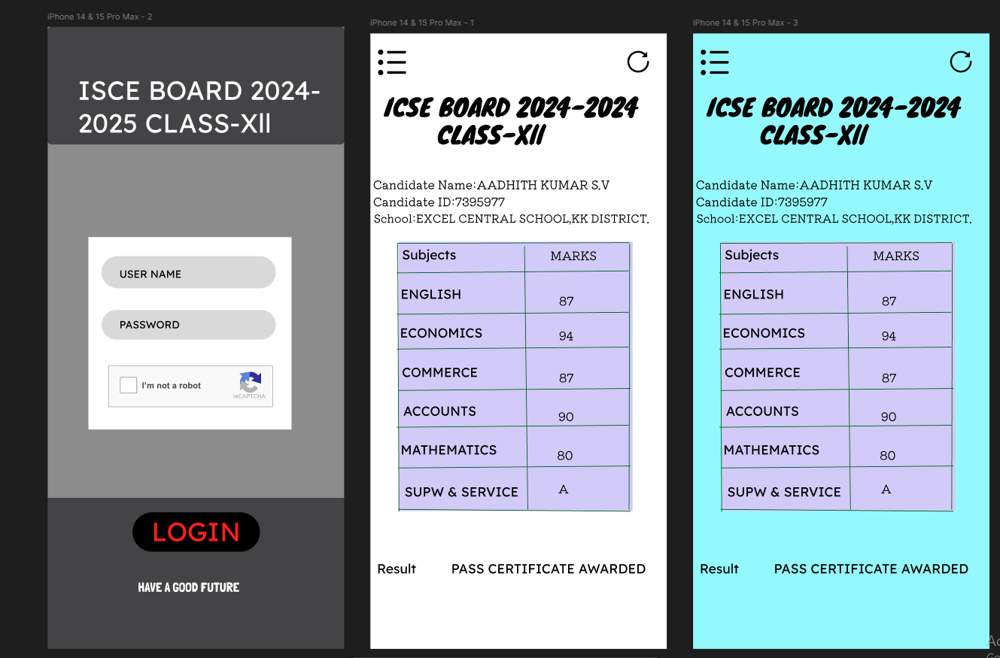 iPhone 14 & 15 Pro Max - 2
ISCE BOARD 2024-
2025 CLASS-Xll
USER NAME
PASSWORD
I'm not a robot
reCAPTCHA
LOGIN
HAVE A GOOD FUTURE
iPhone 14 & 15 Pro Max - 1
ICSE BOARD 2024-2024
CLASS-Xll
Candidate Name:AADHITH KUMAR S.V
Candidate ID:7395977
School:EXCEL CENTRAL SCHOOL,KK DISTRICT.
Subjects MARKS
ENGLISH 87
ECONOMICS 94
COMMERCE 87
ACCOUNTS 90
MATHEMATICS 80
SUPW & SERVICE A
Result PASS CERTIFICATE AWARDED
iPhone 14 & 15 Pro Max - 3
ICSE BOARD 2024-2024
CLASS-Xll
Candidate Name:AADHITH KUMAR S.V
Candidate ID:7395977
School:EXCEL CENTRAL SCHOOL,KK DISTRICT.
Subjects MARKS
ENGLISH 87
ECONOMICS 94
COMMERCE 87
ACCOUNTS 90
MATHEMATICS 80
SUPW & SERVICE A
Result PASS CERTIFICATE AWARDED